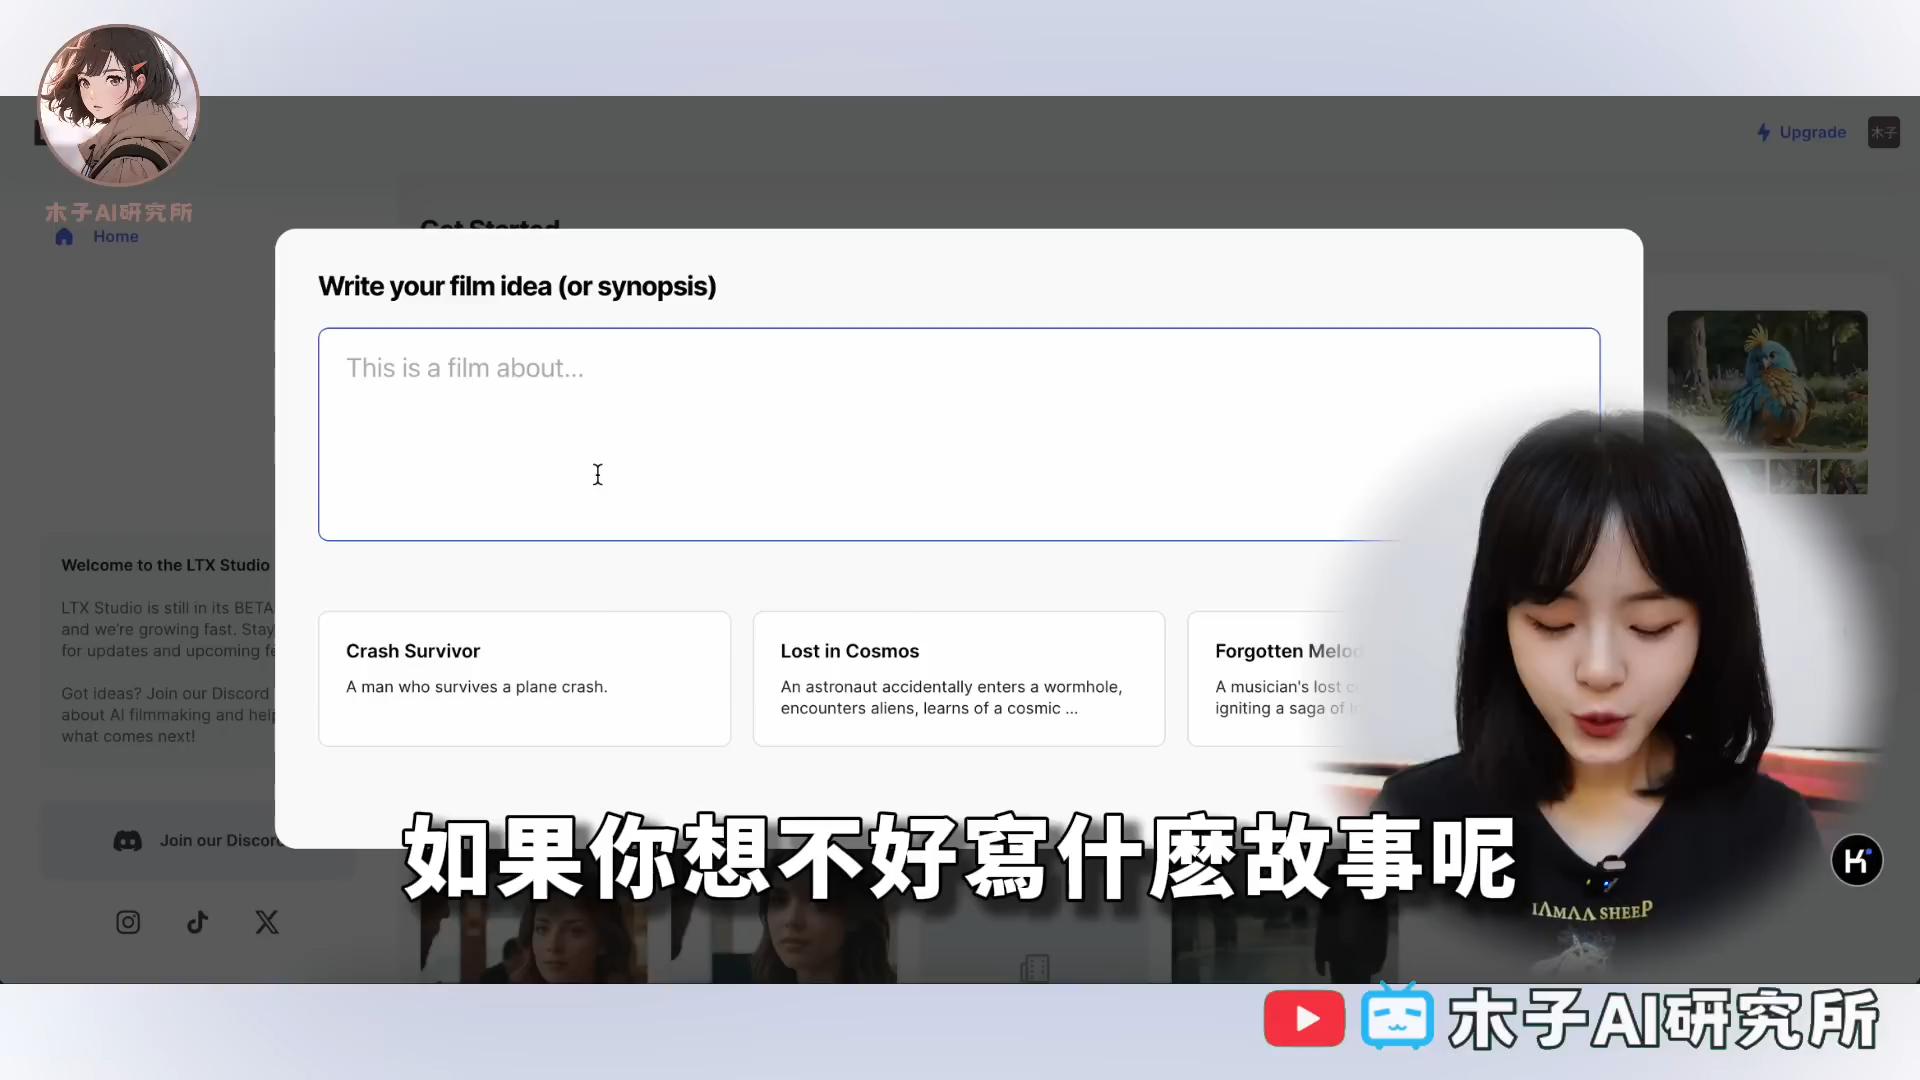 木子AI研究所
Upgrade
木子
Home
Get Started
Write your film idea (or synopsis)
This is a film about...
Welcome to the LTX Studio
LTX Studio is still in its BETA
and we're growing fast. Stay
for updates and upcoming fe
Got ideas? Join our Discord
about AI filmmaking and help
what comes next!
Crash Survivor
A man who survives a plane crash.
Lost in Cosmos
An astronaut accidentally enters a wormhole,
encounters aliens, learns of a cosmic ...
Forgotten Melod
A musician's lost c
igniting a saga of
Join our Discord
如果你想不好寫什麼故事呢
K
IAMAA SHEEP
木子AI研究所